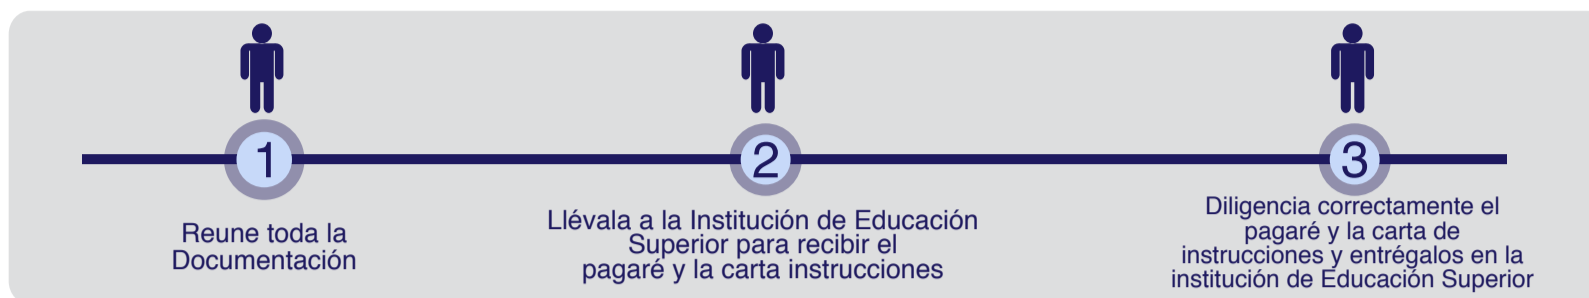 1
Reune toda la
Documentación
2
Llévala a la Institución de Educación
Superior para recibir el
pagaré y la carta instrucciones
3
Diligencia correctamente el
pagaré y la carta de
instrucciones y entrégalos en la
institución de Educación Superior